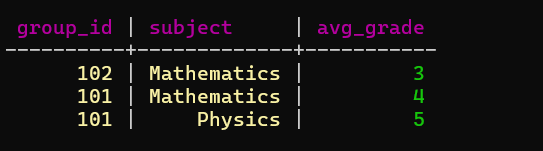 group_id | subject | avg_grade
----------+-------------+-----------
102 | Mathematics | 3
101 | Mathematics | 4
101 | Physics | 5